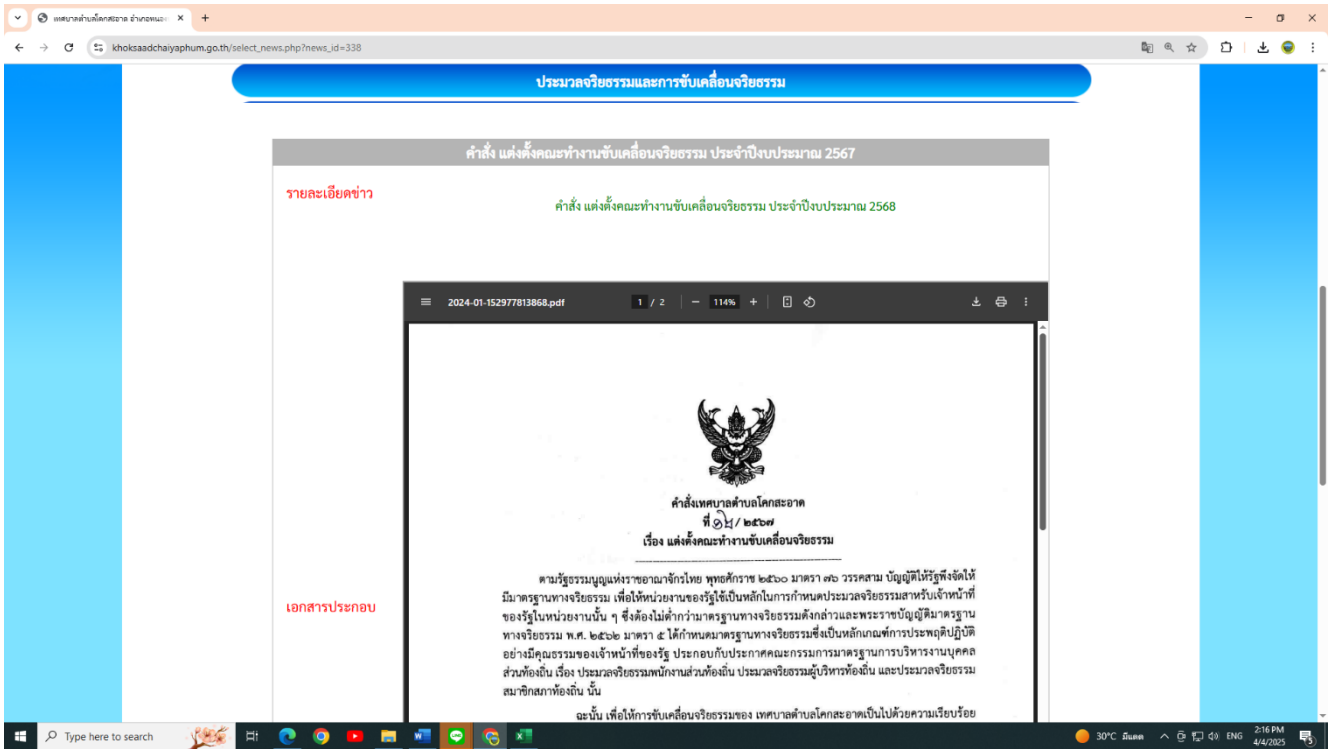 เทศบาลตำบลโคกสะอาด อำเภอหนอง
khoksaadchaiyaphum.go.th/select_news.php?news_id=338
ประมวลจริยธรรมและการขับเคลื่อนจริยธรรม
คำสั่ง แต่งตั้งคณะทำงานขับเคลื่อนจริยธรรม ประจำปีงบประมาณ 2567
รายละเอียดข่าว
คำสั่ง แต่งตั้งคณะทำงานขับเคลื่อนจริยธรรม ประจำปีงบประมาณ 2568
2024-01-152977813868.pdf 1 / 2 114%
คำสั่งเทศบาลตำบลโคกสะอาด
ที่ / ๒๕๖๗
เรื่อง แต่งตั้งคณะทำงานขับเคลื่อนจริยธรรม
ตามรัฐธรรมนูญแห่งราชอาณาจักรไทย พุทธศักราช ๒๕๖๐ มาตรา ๗๖ วรรคสาม บัญญัติให้รัฐพึงจัดให้
มีมาตรฐานทางจริยธรรม เพื่อให้หน่วยงานของรัฐใช้เป็นหลักในการกำหนดประมวลจริยธรรมสำหรับเจ้าหน้าที่
ของรัฐในหน่วยงานนั้น ๆ ซึ่งต้องไม่ต่ำกว่ามาตรฐานทางจริยธรรมดังกล่าวและพระราชบัญญัติมาตรฐาน
ทางจริยธรรม พ.ศ. ๒๕๖๒ มาตรา ๕ ได้กำหนดมาตรฐานทางจริยธรรมซึ่งเป็นหลักเกณฑ์การประพฤติปฏิบัติ
อย่างมีคุณธรรมของเจ้าหน้าที่ของรัฐ ประกอบกับประกาศคณะกรรมการมาตรฐานการบริหารงานบุคคล
ส่วนท้องถิ่น เรื่อง ประมวลจริยธรรมพนักงานส่วนท้องถิ่น ประมวลจริยธรรมผู้บริหารท้องถิ่น และประมวลจริยธรรม
สมาชิกสภาท้องถิ่น นั้น
เอกสารประกอบ
ฉะนั้น เพื่อให้การขับเคลื่อนจริยธรรมของ เทศบาลตำบลโคกสะอาดเป็นไปด้วยความเรียบร้อย
Type here to search
30°C มีแดด ENG 2:16 PM
4/4/2025